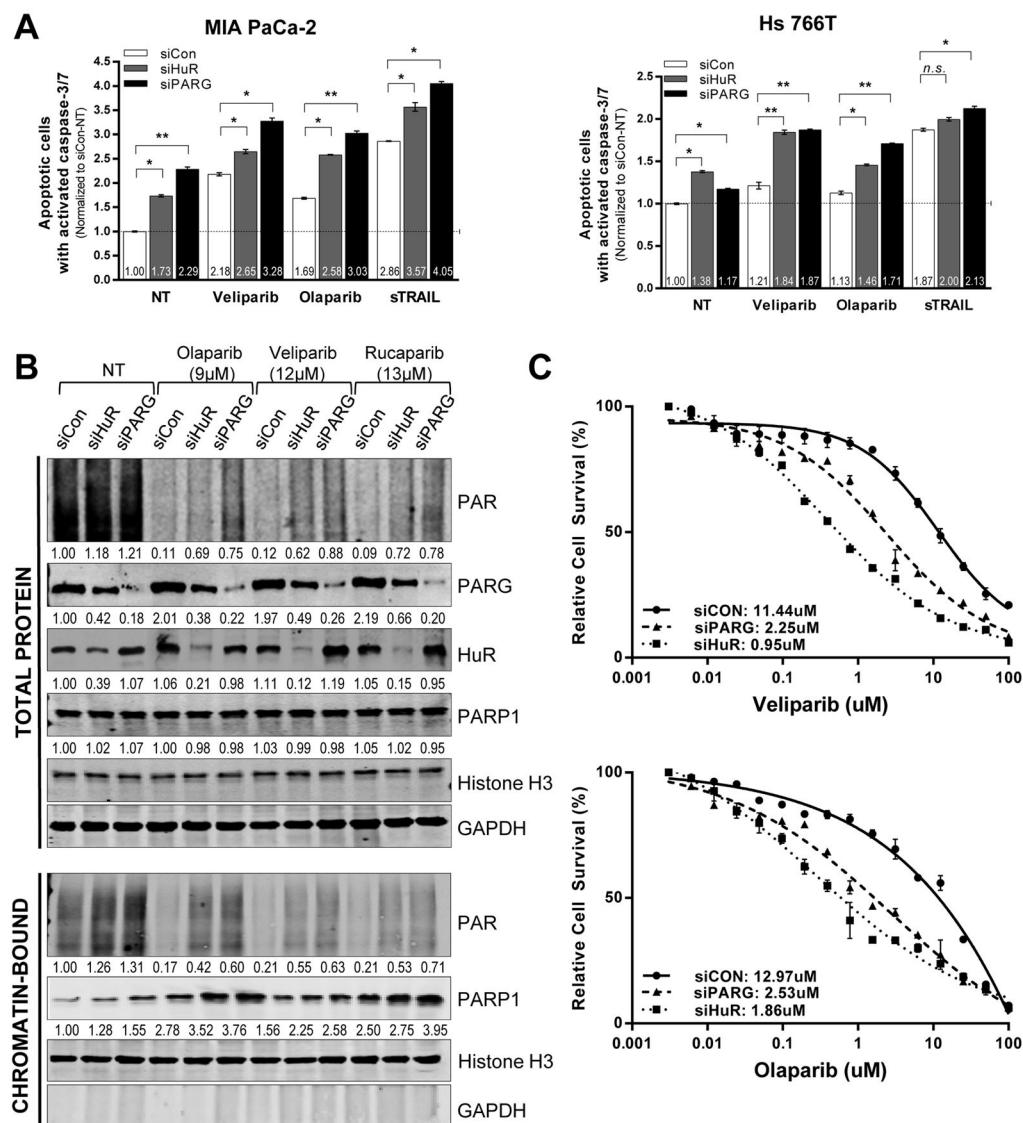 A
MIA PaCa-2
siCon
siHuR
siPARG
Apoptotic cells
with activated caspase-3/7
(Normalized to siCon-NT)
4.5
4.0
3.5
3.0
2.5
2.0
1.5
1.0
0.5
0.0
* ** * * * ** * *
1.00 1.73 2.29 2.18 2.65 3.28 1.69 2.58 3.03 2.86 3.57 4.05
NT Veliparib Olaparib sTRAIL
Hs 766T
siCon
siHuR
siPARG
Apoptotic cells
with activated caspase-3/7
(Normalized to siCon-NT)
2.5
2.0
1.5
1.0
0.5
0.0
* * ** ** * ** n.s. *
1.00 1.38 1.17 1.21 1.84 1.87 1.13 1.46 1.71 1.87 2.00 2.13
NT Veliparib Olaparib sTRAIL
B
NT Olaparib (9µM) Veliparib (12µM) Rucaparib (13µM)
siCon siHuR siPARG siCon siHuR siPARG siCon siHuR siPARG siCon siHuR siPARG
TOTAL PROTEIN
PAR
1.00 1.18 1.21 0.11 0.69 0.75 0.12 0.62 0.88 0.09 0.72 0.78
PARG
1.00 0.42 0.18 2.01 0.38 0.22 1.97 0.49 0.26 2.19 0.66 0.20
HuR
1.00 0.39 1.07 1.06 0.21 0.98 1.11 0.12 1.19 1.05 0.15 0.95
PARP1
1.00 1.02 1.07 1.00 0.98 0.98 1.03 0.99 0.98 1.05 1.02 0.95
Histone H3
GAPDH
CHROMATIN-BOUND
PAR
1.00 1.26 1.31 0.17 0.42 0.60 0.21 0.55 0.63 0.21 0.53 0.71
PARP1
1.00 1.28 1.55 2.78 3.52 3.76 1.56 2.25 2.58 2.50 2.75 3.95
Histone H3
GAPDH
C
Relative Cell Survival (%)
100
50
0
siCON: 11.44uM
siPARG: 2.25uM
siHuR: 0.95uM
0.001 0.01 0.1 1 10 100
Veliparib (uM)
Relative Cell Survival (%)
100
50
0
siCON: 12.97uM
siPARG: 2.53uM
siHuR: 1.86uM
0.001 0.01 0.1 1 10 100
Olaparib (uM)